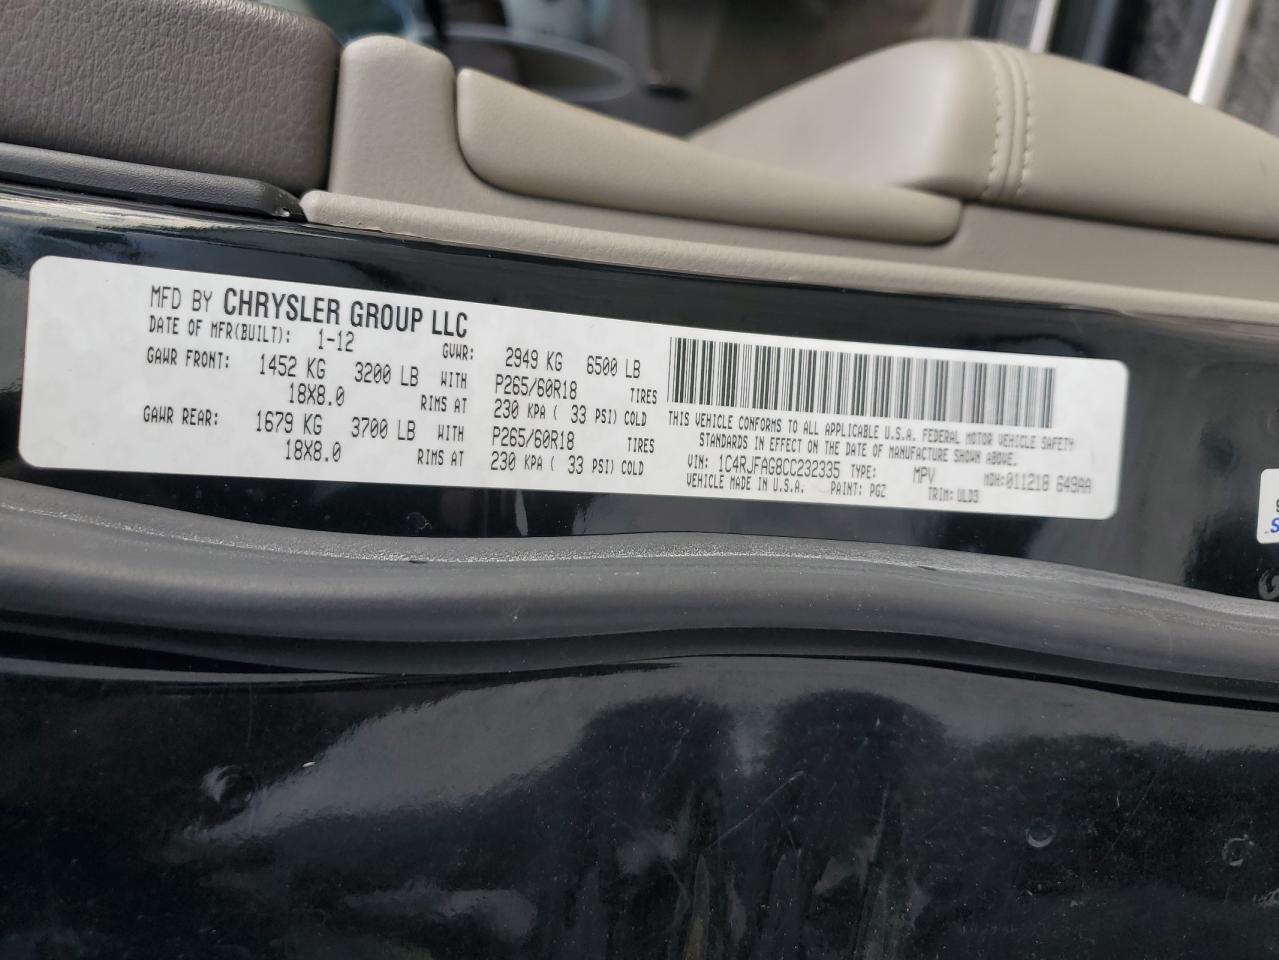 MFD BY CHRYSLER GROUP LLC
DATE OF MFR(BUILT): 1-12 GVWR: 2949 KG 6500 LB
GAWR FRONT: 1452 KG 3200 LB WITH P265/60R18 TIRES
18X8.0 RIMS AT 230 KPA ( 33 PSI) COLD
GAWR REAR: 1679 KG 3700 LB WITH P265/60R18 TIRES
18X8.0 RIMS AT 230 KPA ( 33 PSI) COLD
THIS VEHICLE CONFORMS TO ALL APPLICABLE U.S.A. FEDERAL MOTOR VEHICLE SAFETY
STANDARDS IN EFFECT ON THE DATE OF MANUFACTURE SHOWN ABOVE.
VIN: 1C4RJFAG8CC232335 TYPE: MPV MDH:011218 649AA
VEHICLE MADE IN U.S.A. PAINT: PGZ TRIM: ULD9